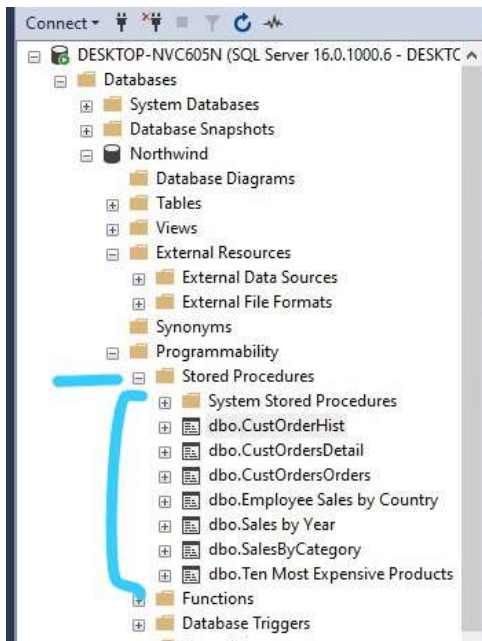 Connect
DESKTOP-NVC605N (SQL Server 16.0.1000.6 - DESKTC
Databases
System Databases
Database Snapshots
Northwind
Database Diagrams
Tables
Views
External Resources
External Data Sources
External File Formats
Synonyms
Programmability
Stored Procedures
System Stored Procedures
dbo.CustOrderHist
dbo.CustOrdersDetail
dbo.CustOrdersOrders
dbo.Employee Sales by Country
dbo.Sales by Year
dbo.SalesByCategory
dbo.Ten Most Expensive Products
Functions
Database Triggers